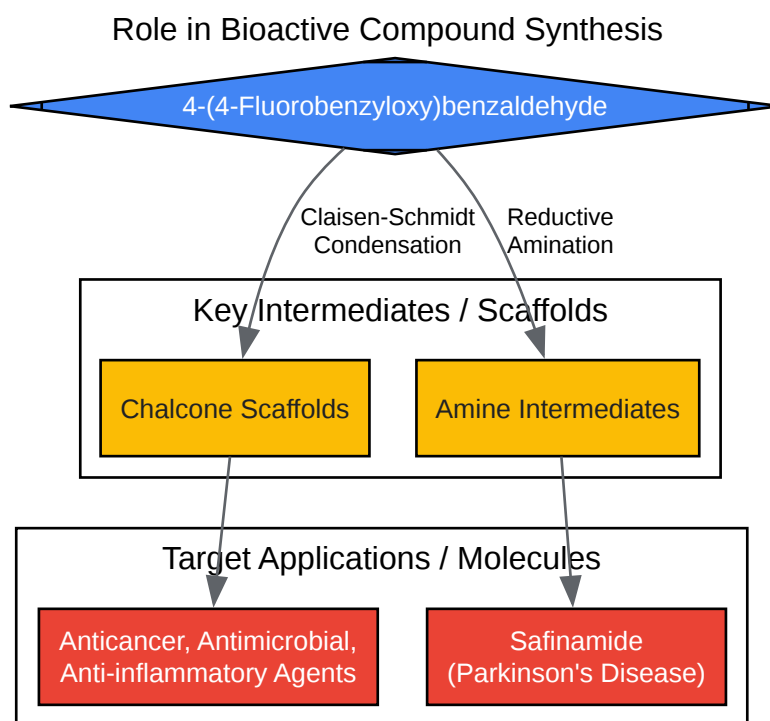 Role in Bioactive Compound Synthesis
4-(4-Fluorobenzyloxy)benzaldehyde
Claisen-Schmidt
Condensation
Reductive
Amination
Key Intermediates / Scaffolds
Chalcone Scaffolds
Amine Intermediates
Target Applications / Molecules
Anticancer, Antimicrobial,
Anti-inflammatory Agents
Safinamide
(Parkinson's Disease)